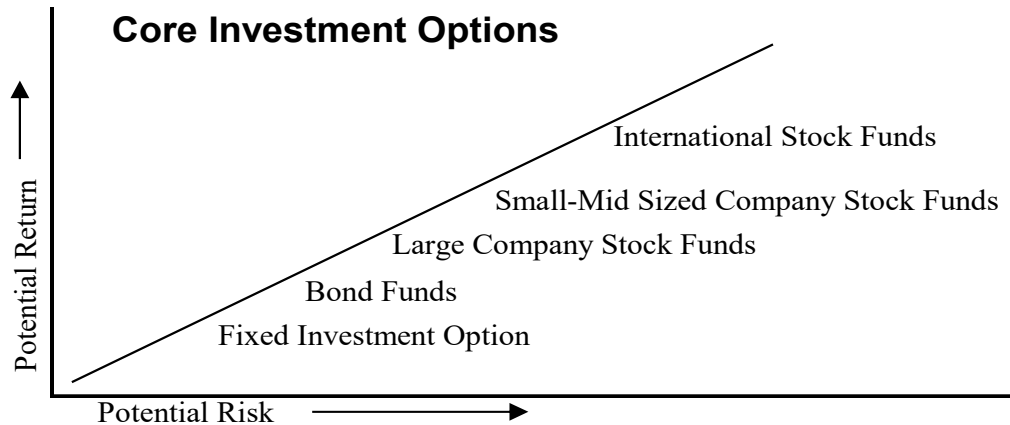 Core Investment Options
Potential Return
International Stock Funds
Small-Mid Sized Company Stock Funds
Large Company Stock Funds
Bond Funds
Fixed Investment Option
Potential Risk